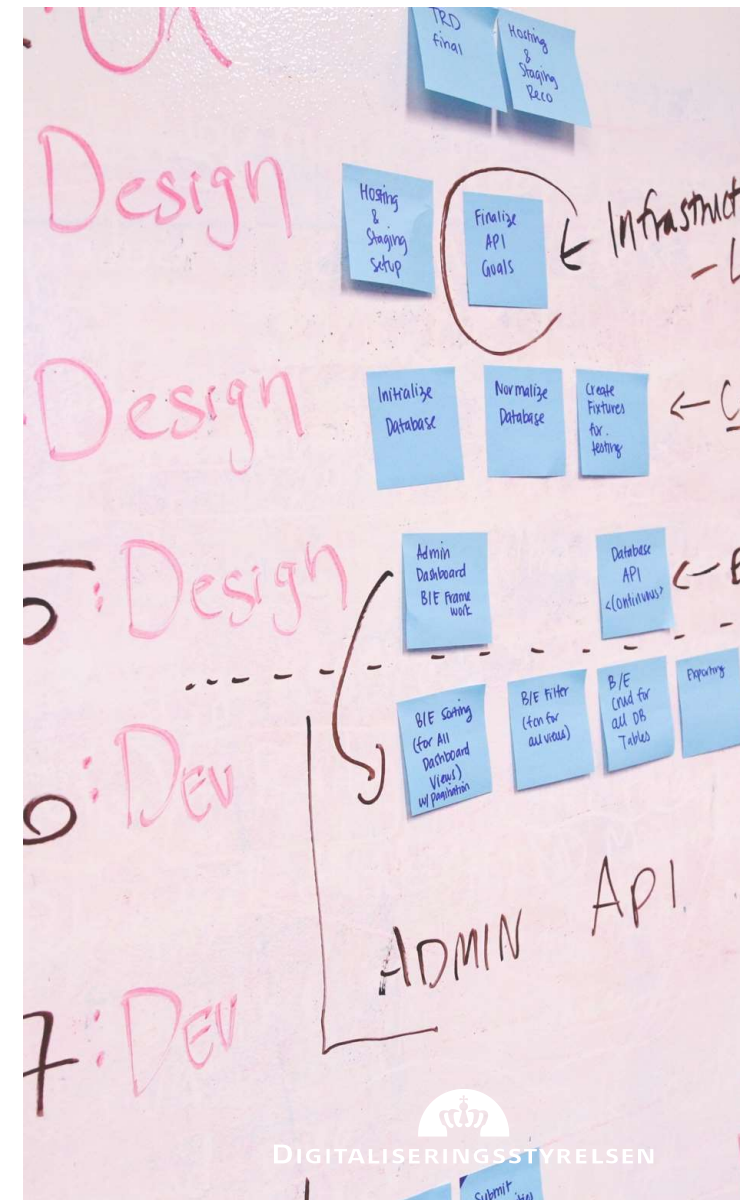 TRD
final
Hosting
&
Staging
Reco
Design
Hosting
&
Staging
Setup
Finalize
API
Goals
←
Design
Initialize
Database
Normalize
Database
Create
Fixtures
for.
testing
←
5:Design
Admin
Dashboard
B/E Frame
work
Database
API
<Continuous>
←
6:Dev
B/E Sorting
(for All
Dashboard
Views)
w/ pagination
B/E Filter
(fcn for
all views)
B/E
Crud for
all DB
Tables
Exporting
ADMIN API
7:Dev
DIGITALISERINGSSTYRELSEN
Submit